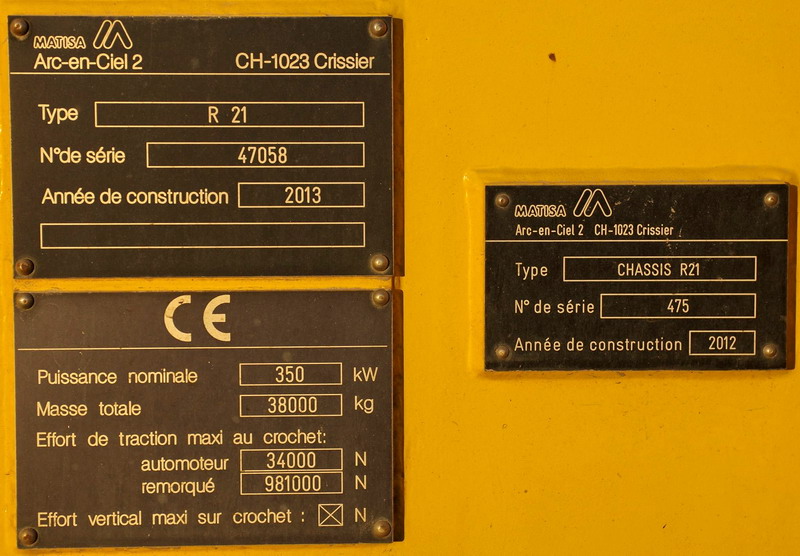 MATISA
Arc-en-Ciel 2 CH-1023 Crissier
Type R 21
N°de série 47058
Année de construction 2013
CE
Puissance nominale 350 kW
Masse totale 38000 kg
Effort de traction maxi au crochet:
automoteur 34000 N
remorqué 981000 N
Effort vertical maxi sur crochet : ☒ N
MATISA
Arc-en-Ciel 2 CH-1023 Crissier
Type CHASSIS R21
N° de série 475
Année de construction 2012